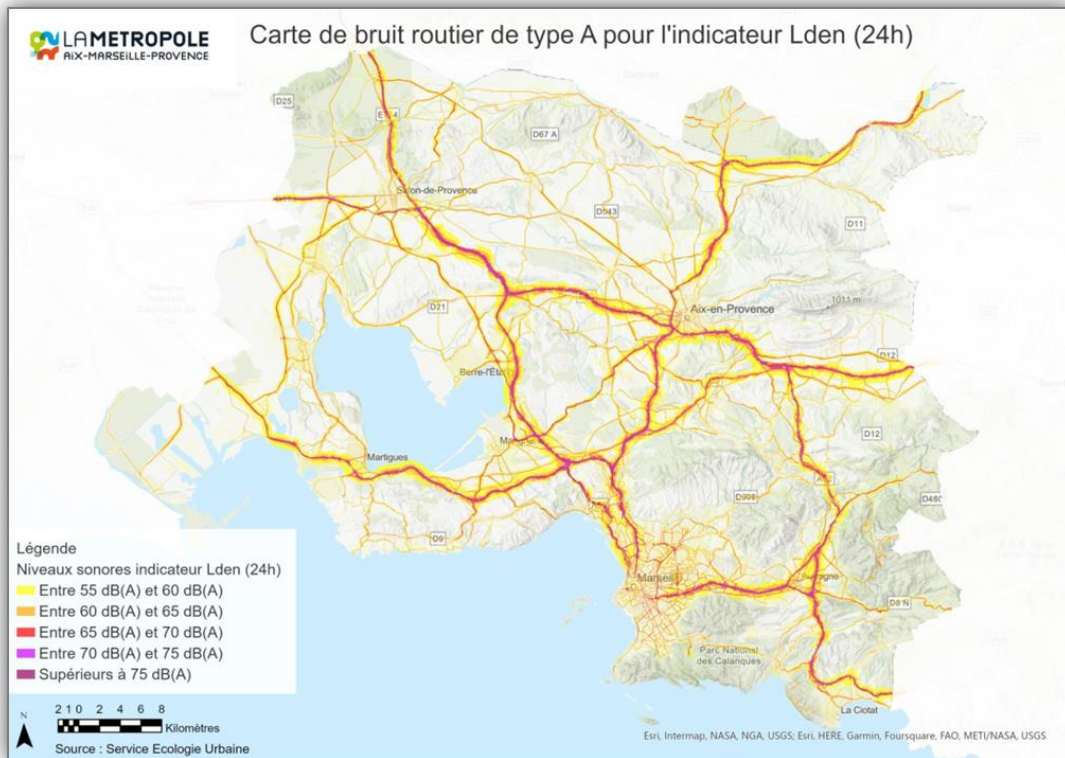 LAMETROPOLE
AIX-MARSEILLE-PROVENCE
Carte de bruit routier de type A pour l'indicateur Lden (24h)
D25
D67 A
Salon-de-Provence
D543
D11
1011 m
Aix-en-Provence
D21
Berre-l'Ét
D12
D12
Martigues
D480
D9
Marseil
D8 N
Parc National
des Calanques
La Ciotat
Légende
Niveaux sonores indicateur Lden (24h)
Entre 55 dB(A) et 60 dB(A)
Entre 60 dB(A) et 65 dB(A)
Entre 65 dB(A) et 70 dB(A)
Entre 70 dB(A) et 75 dB(A)
Supérieurs à 75 dB(A)
N
2 1 0 2 4 6 8
Kilomètres
Source : Service Ecologie Urbaine
Esri, Intermap, NASA, NGA, USGS; Esri, HERE, Garmin, Foursquare, FAO, METI/NASA, USGS